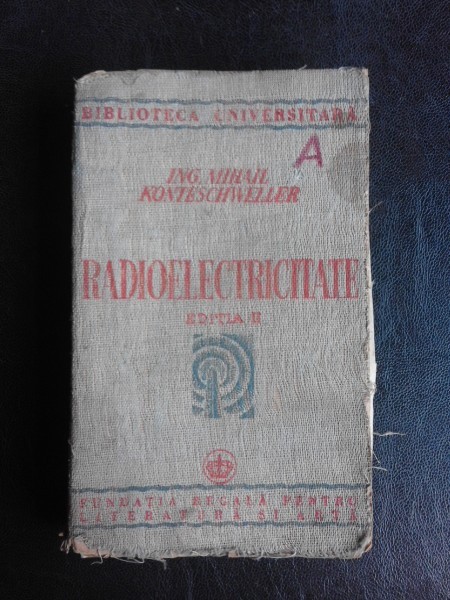 BIBLIOTECA UNIVERSITARĂ
A
ING. MIHAIL
KONTESCHWELLER
RADIOELECTRICITATE
EDIȚIA II
FUNDAȚIA REGALĂ PENTRU
LITERATURĂ ȘI ARTĂ